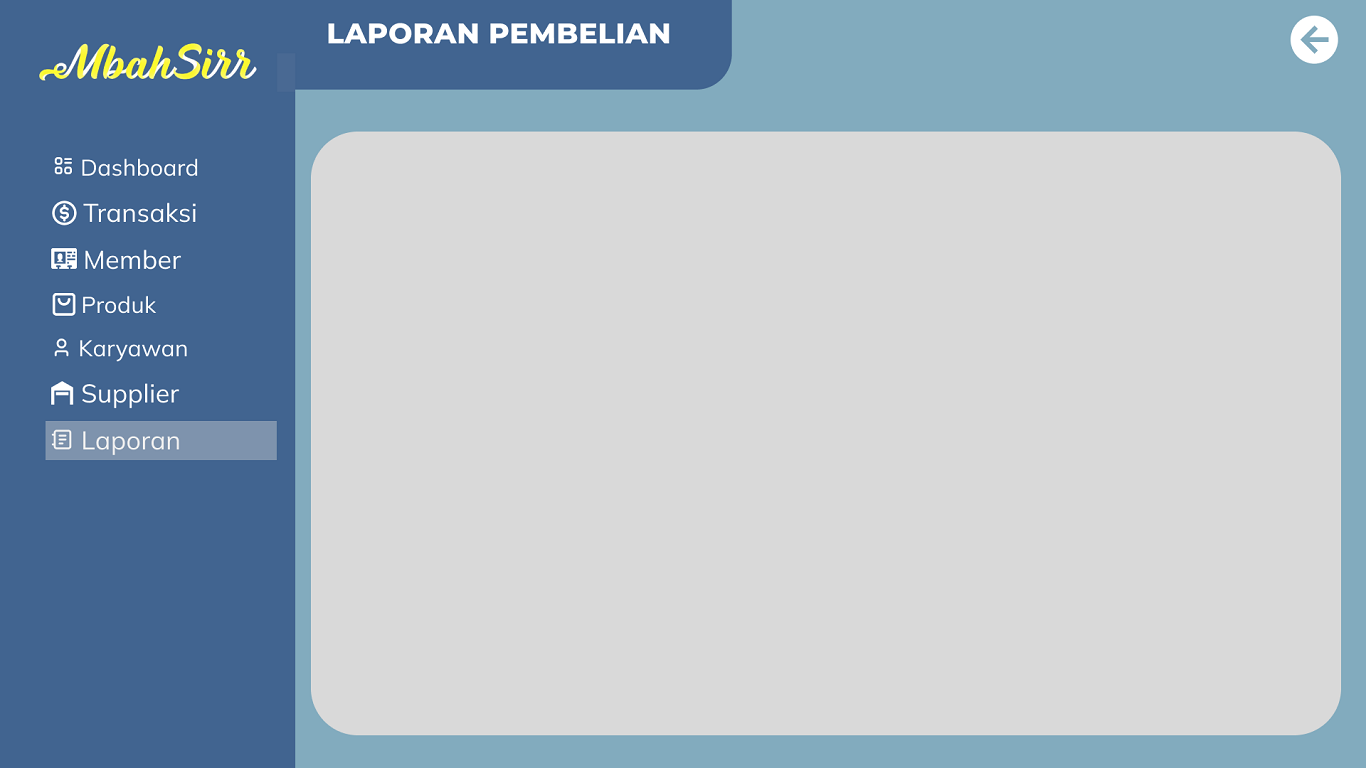 MbahSirr
LAPORAN PEMBELIAN
Dashboard
Transaksi
Member
Produk
Karyawan
Supplier
Laporan